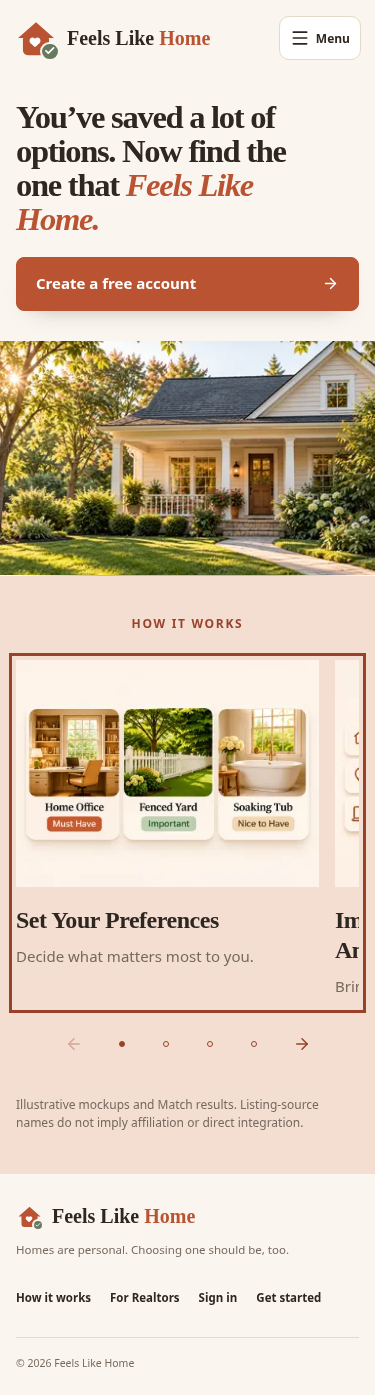 Feels Like Home
Menu
You’ve saved a lot of
options. Now find the
one that Feels Like
Home.
Create a free account
HOW IT WORKS
Home Office
Must Have
Fenced Yard
Important
Soaking Tub
Nice to Have
Set Your Preferences
Decide what matters most to you.
Illustrative mockups and Match results. Listing-source
names do not imply affiliation or direct integration.
Feels Like Home
Homes are personal. Choosing one should be, too.
How it works For Realtors Sign in Get started
© 2026 Feels Like Home